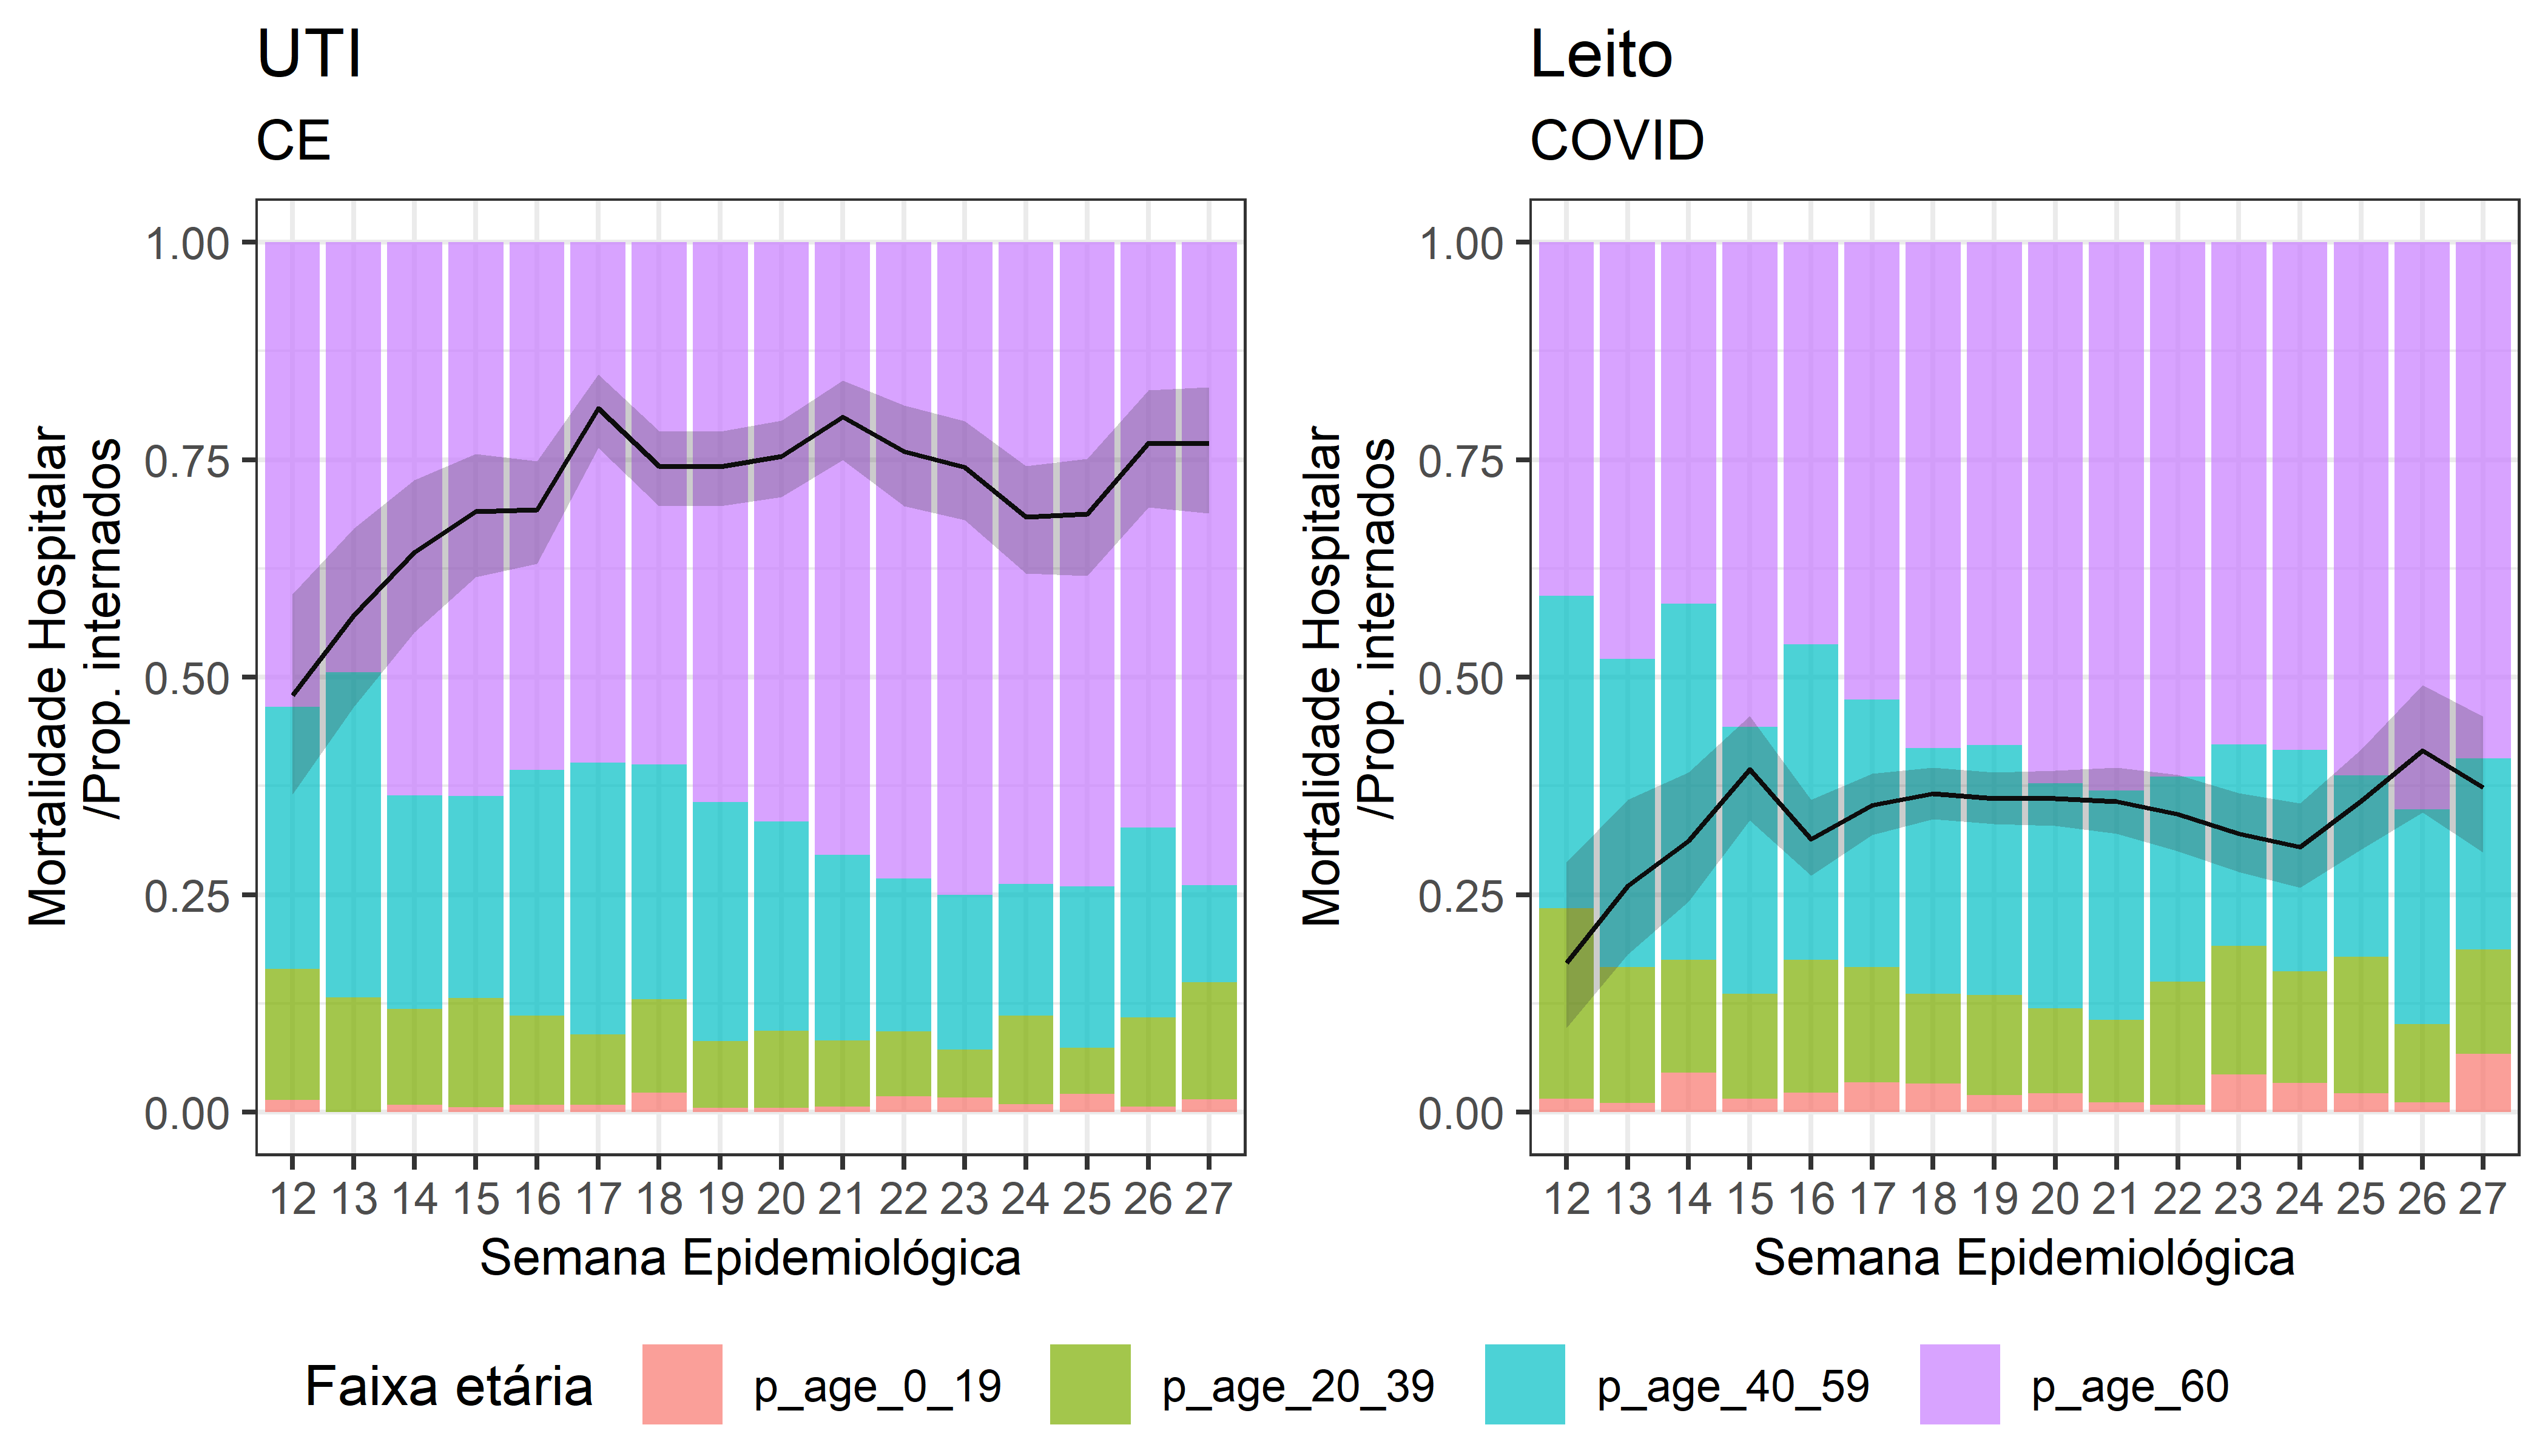 UTI
CE
Mortalidade Hospitalar
/Prop. internados
1.00
0.75
0.50
0.25
0.00
12 13 14 15 16 17 18 19 20 21 22 23 24 25 26 27
Semana Epidemiológica
Leito
COVID
Mortalidade Hospitalar
/Prop. internados
1.00
0.75
0.50
0.25
0.00
12 13 14 15 16 17 18 19 20 21 22 23 24 25 26 27
Semana Epidemiológica
Faixa etária p_age_0_19 p_age_20_39 p_age_40_59 p_age_60